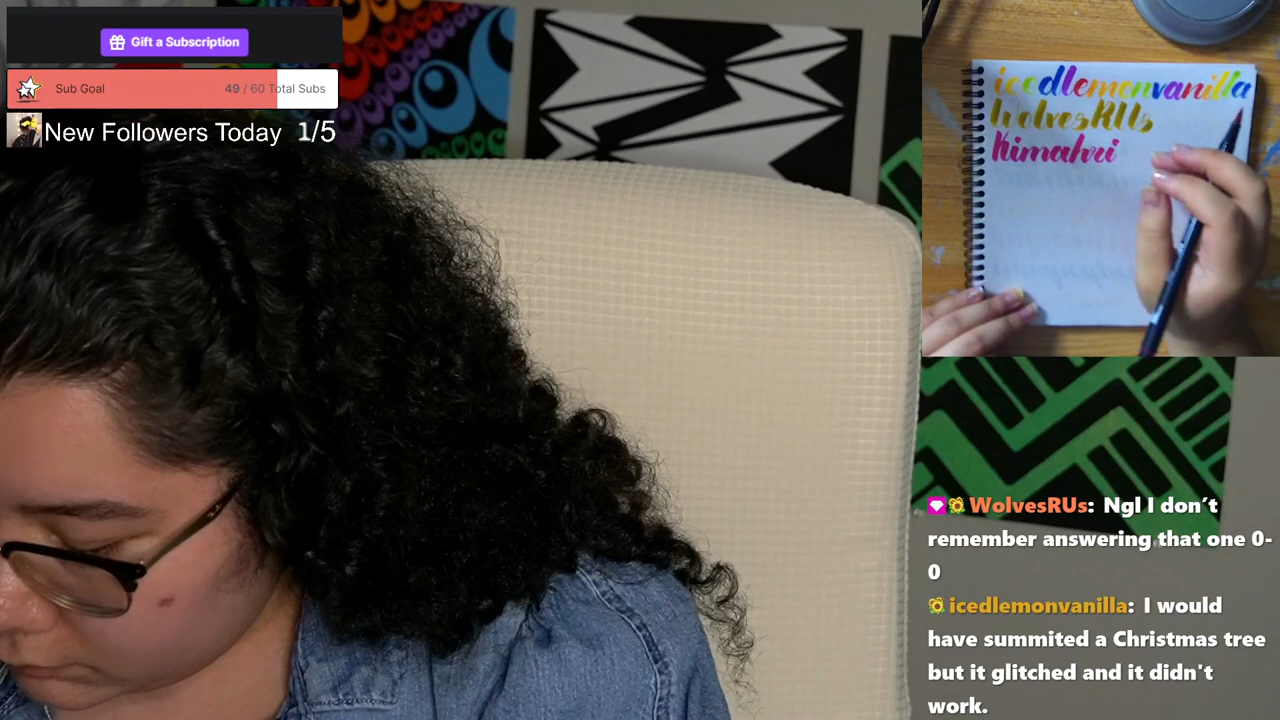 Gift a Subscription
Sub Goal 49 / 60 Total Subs
New Followers Today 1/5
icedlemonvanilla
WolvesRUs
Kimahri
WolvesRUs: Ngl I don´t
remember answering that one 0-
0
icedlemonvanilla: I would
have summited a Christmas tree
but it glitched and it didn't
work.